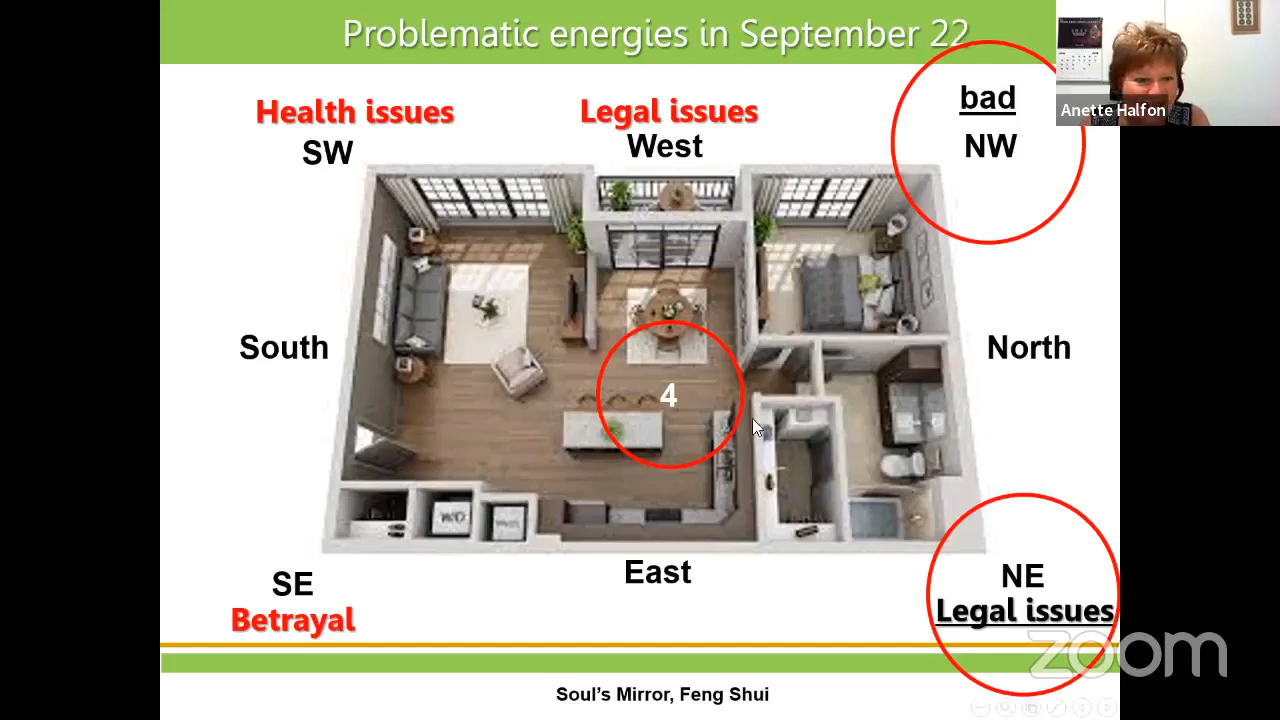 Problematic energies in September 22
Anette Halfon
Health issues
SW
Legal issues
West
bad
NW
South
4
North
SE
Betrayal
East
NE
Legal issues
zoom
Soul's Mirror, Feng Shui